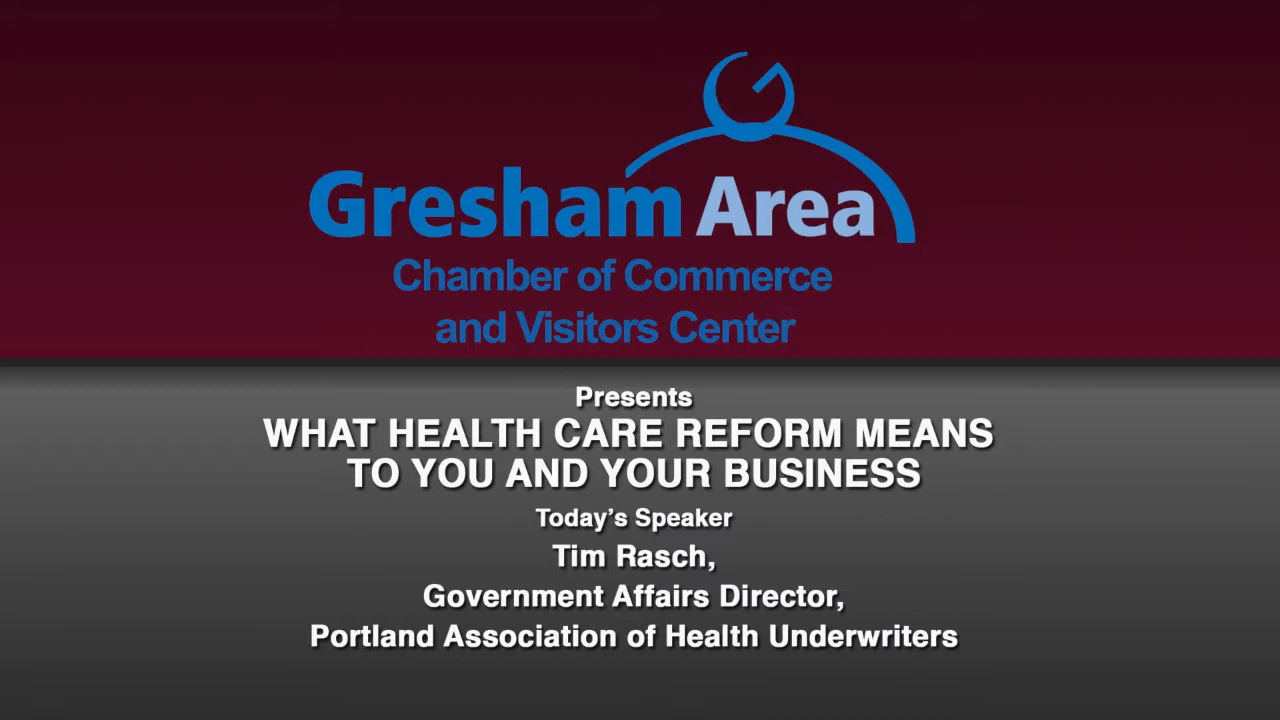 Gresham Area
Chamber of Commerce
and Visitors Center
Presents
WHAT HEALTH CARE REFORM MEANS
TO YOU AND YOUR BUSINESS
Today's Speaker
Tim Rasch,
Government Affairs Director,
Portland Association of Health Underwriters